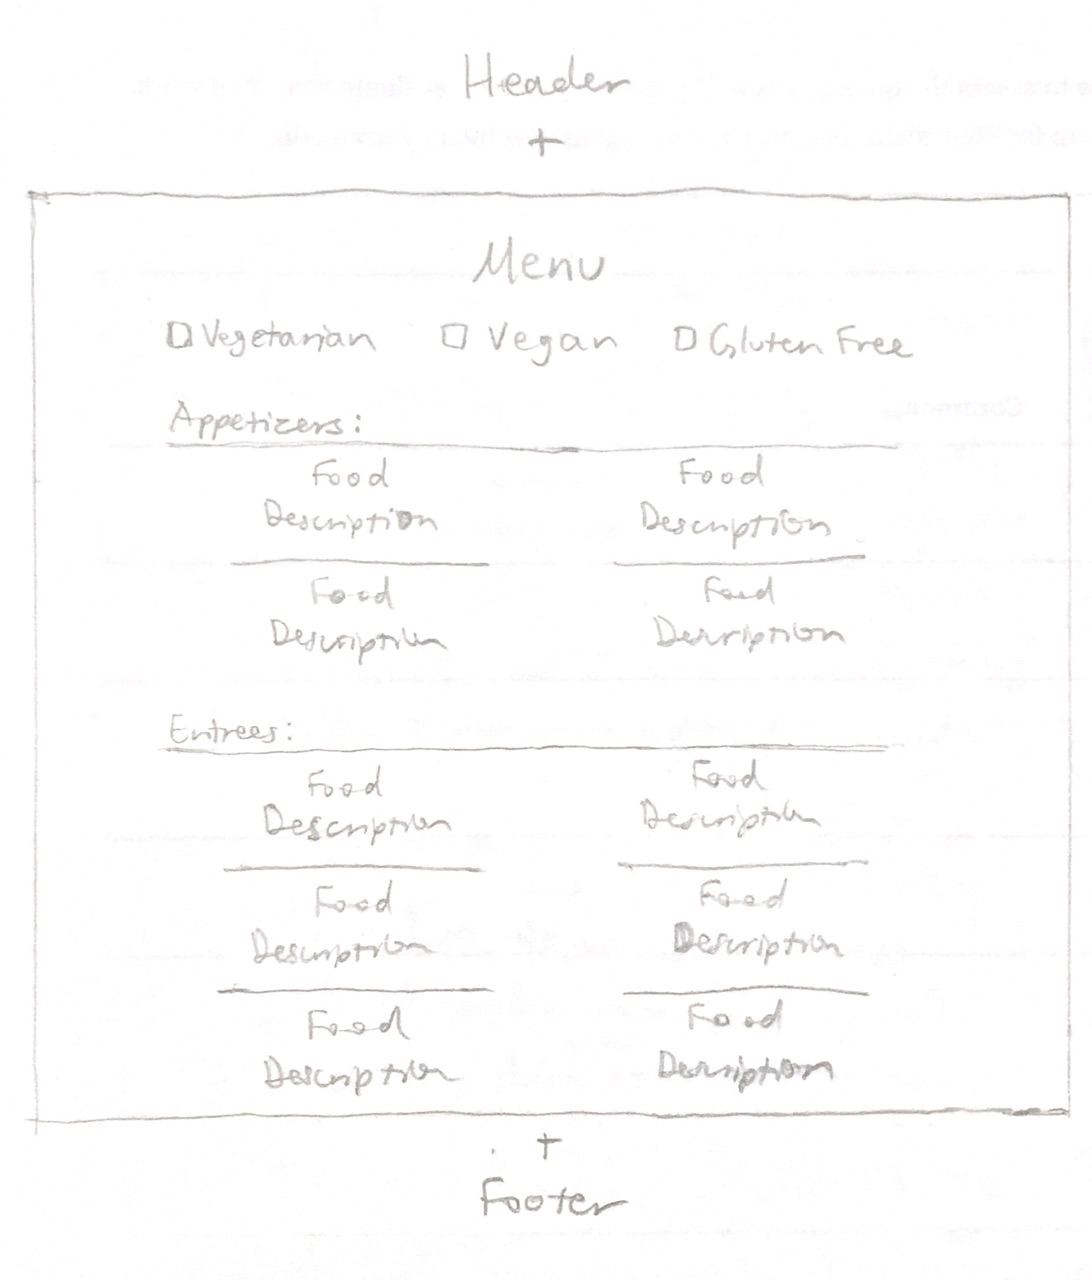 Header
+
Menu
Vegetarian Vegan Gluten Free
Appetizers:
Food Food
Description Description
Food Food
Description Description
Entrees:
Food Food
Description Description
Food Food
Description Description
Food Food
Description Description
+
Footer